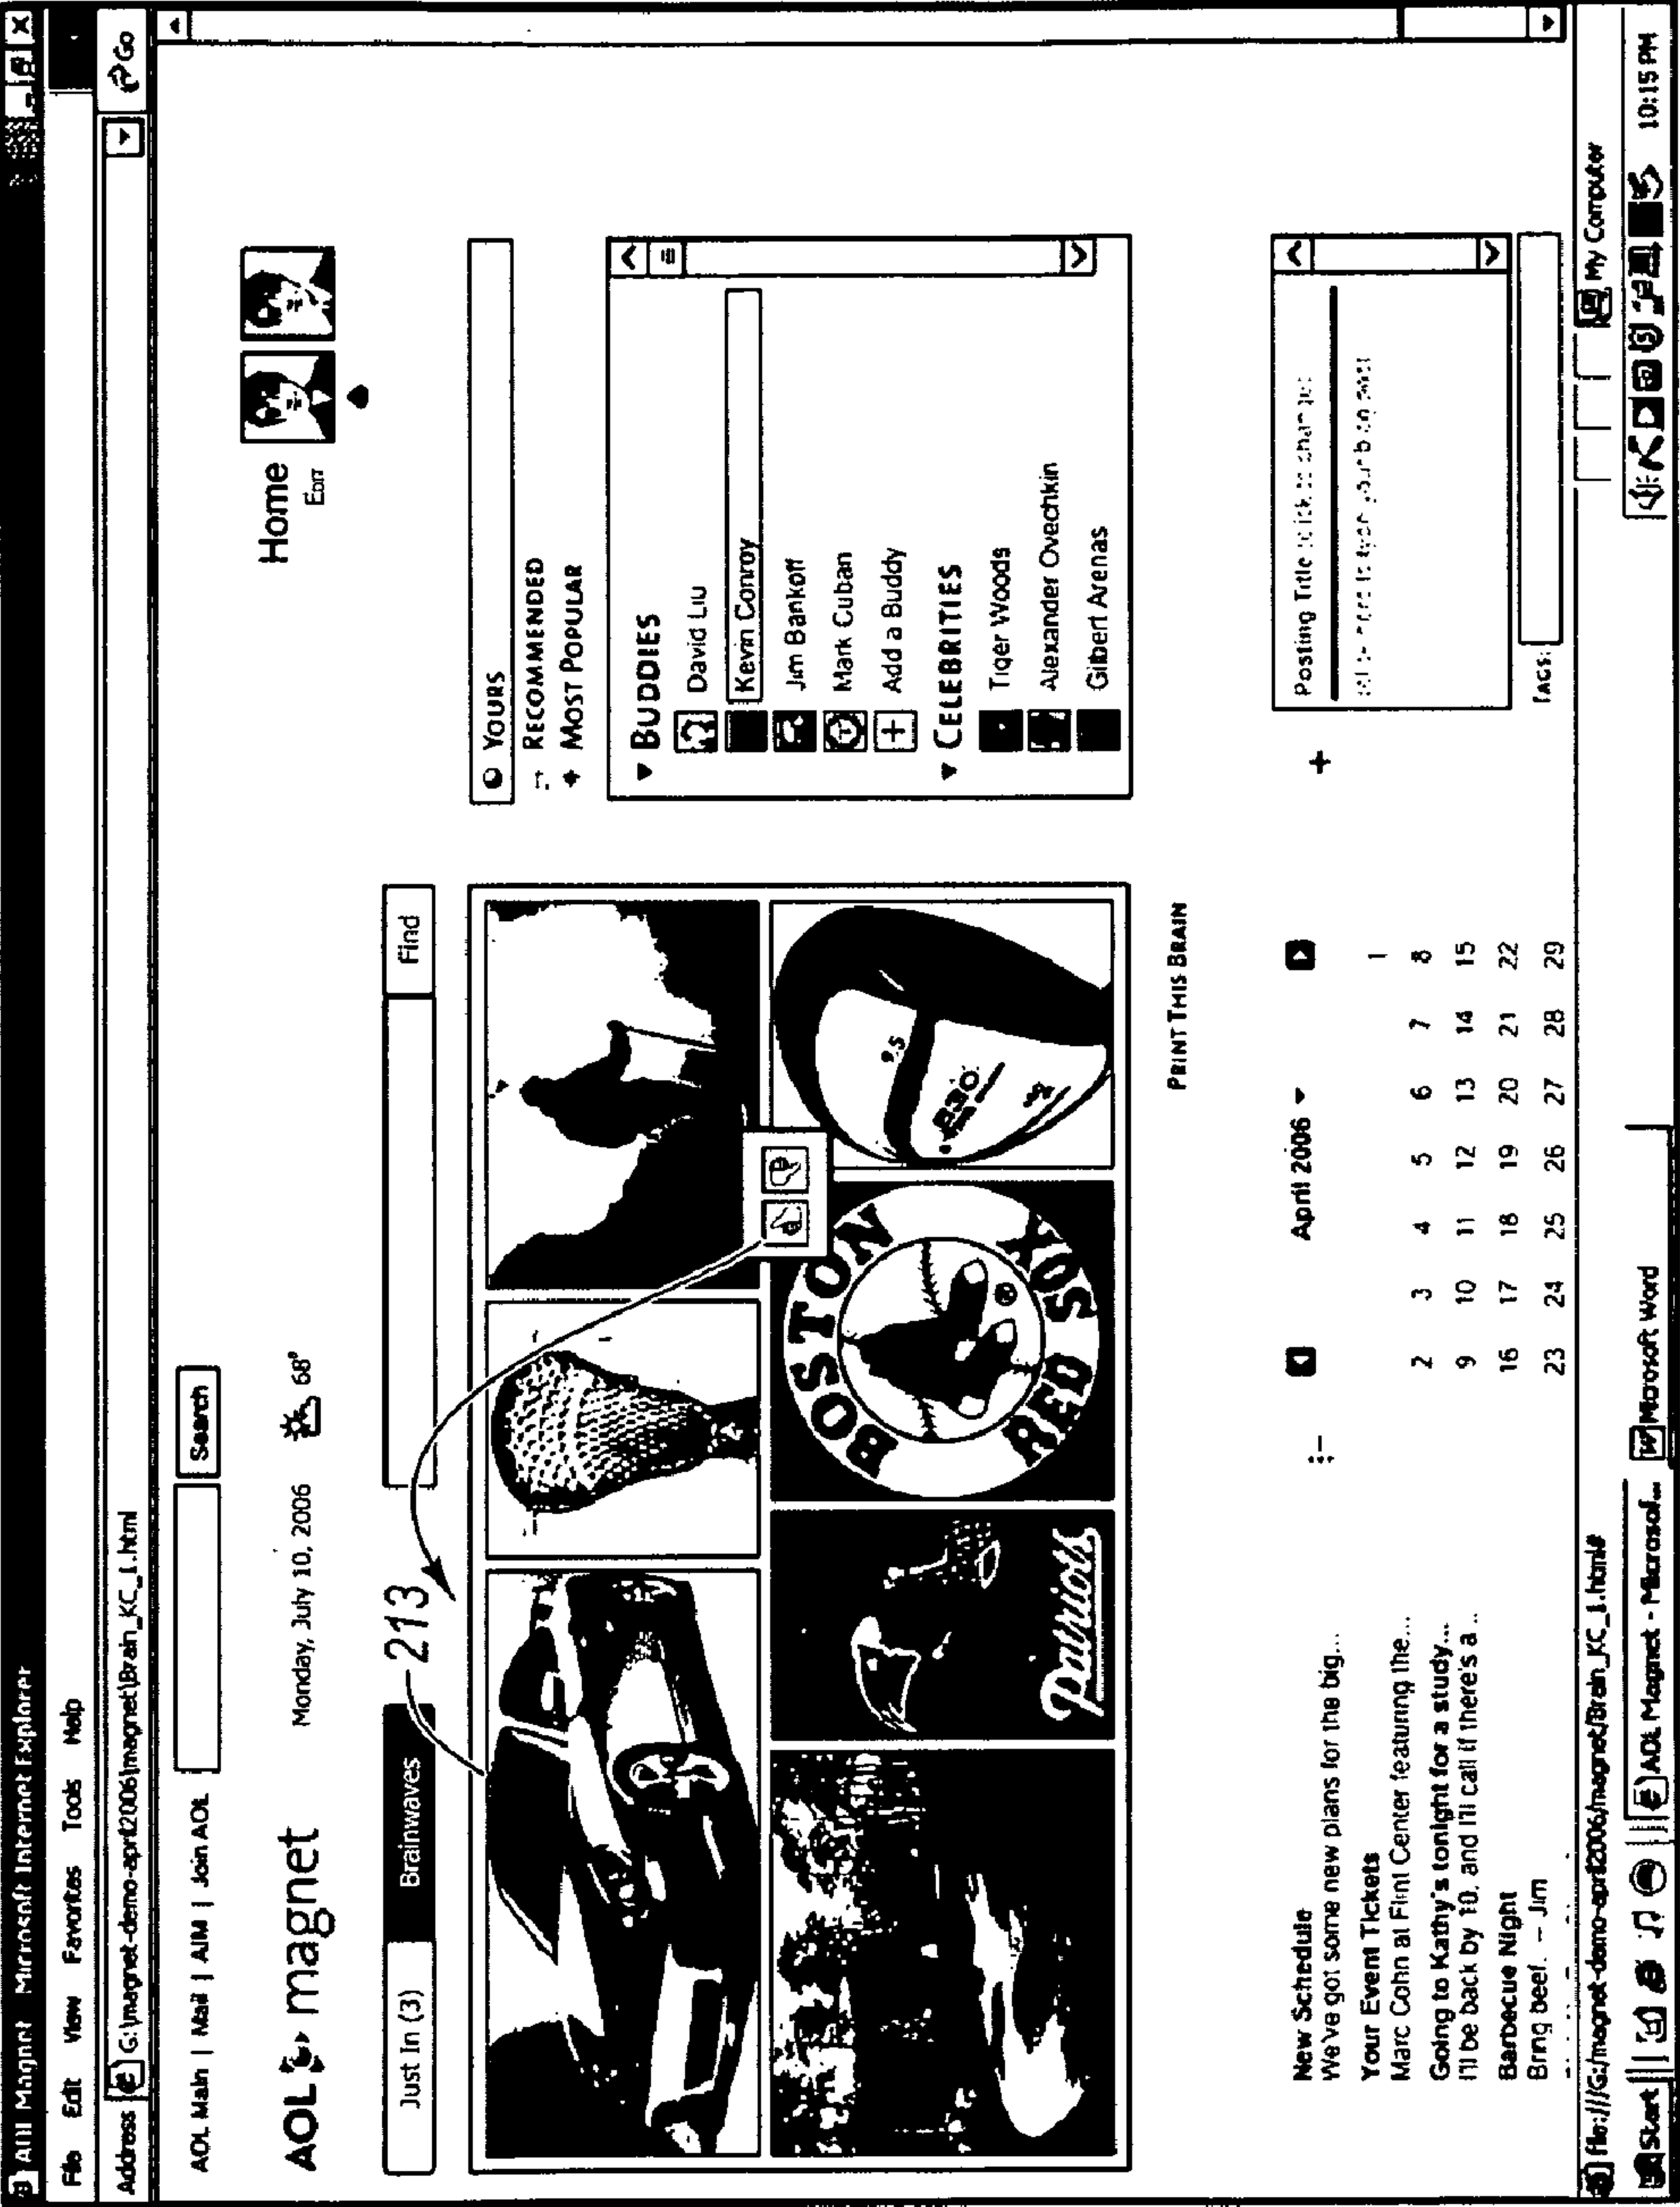 AOL Magnet Microsoft Internet Explorer
File Edit View Favorites Tools Help
Address G:\magnet-demo-april2006\magnet\Brain_KC_1.html Go
AOL Main | Mail | AIM | Join AOL Search
AOL magnet Monday, July 10, 2006 68° Home
EDIT
Just In (3) Brainwaves 213 Find
YOURS
RECOMMENDED
MOST POPULAR
BUDDIES
David Liu
Kevin Conroy
Jim Bankoff
Mark Cuban
Add a Buddy
CELEBRITIES
Tiger Woods
Alexander Ovechkin
Gilbert Arenas
Patriots
BOSTON
RED SOX
®
PRINT THIS BRAIN
New Schedule
We've got some new plans for the big...
Your Event Tickets
Marc Cohn at Flint Center featuring the...
Going to Kathy's tonight for a study...
I'll be back by 10, and I'll call if there's a...
Barbecue Night
Bring beef. – Jim
April 2006
1
2 3 4 5 6 7 8
9 10 11 12 13 14 15
16 17 18 19 20 21 22
23 24 25 26 27 28 29
Posting Title click to change
TAGS:
file:///G:/magnet-demo-april2006/magnet/Brain_KC_1.html# My Computer
Start AOL Magnet - Microsof... Microsoft Word 10:15 PM